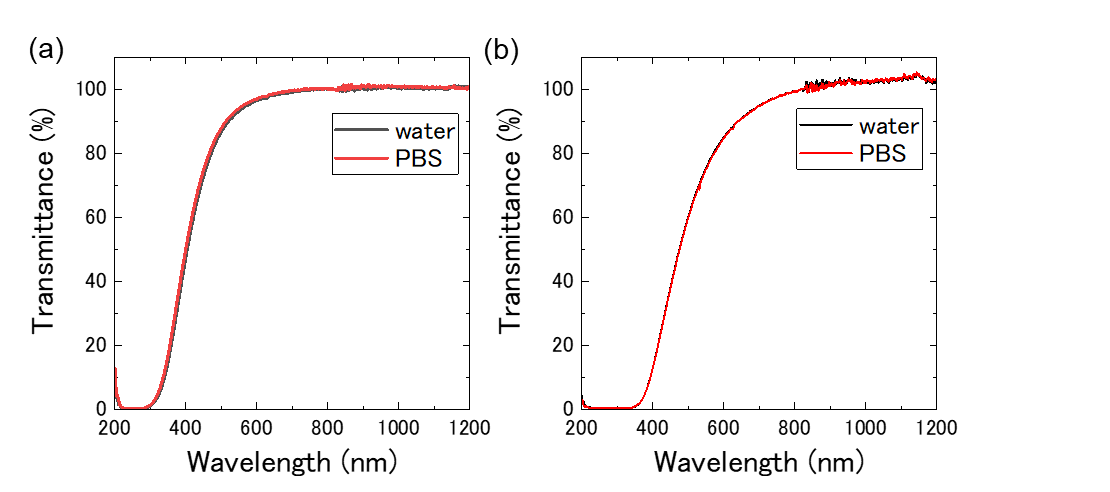 (a)
100
80
60
40
20
0
200 400 600 800 1000 1200
Transmittance (%)
Wavelength (nm)
water
PBS
(b)
100
80
60
40
20
0
200 400 600 800 1000 1200
Transmittance (%)
Wavelength (nm)
water
PBS